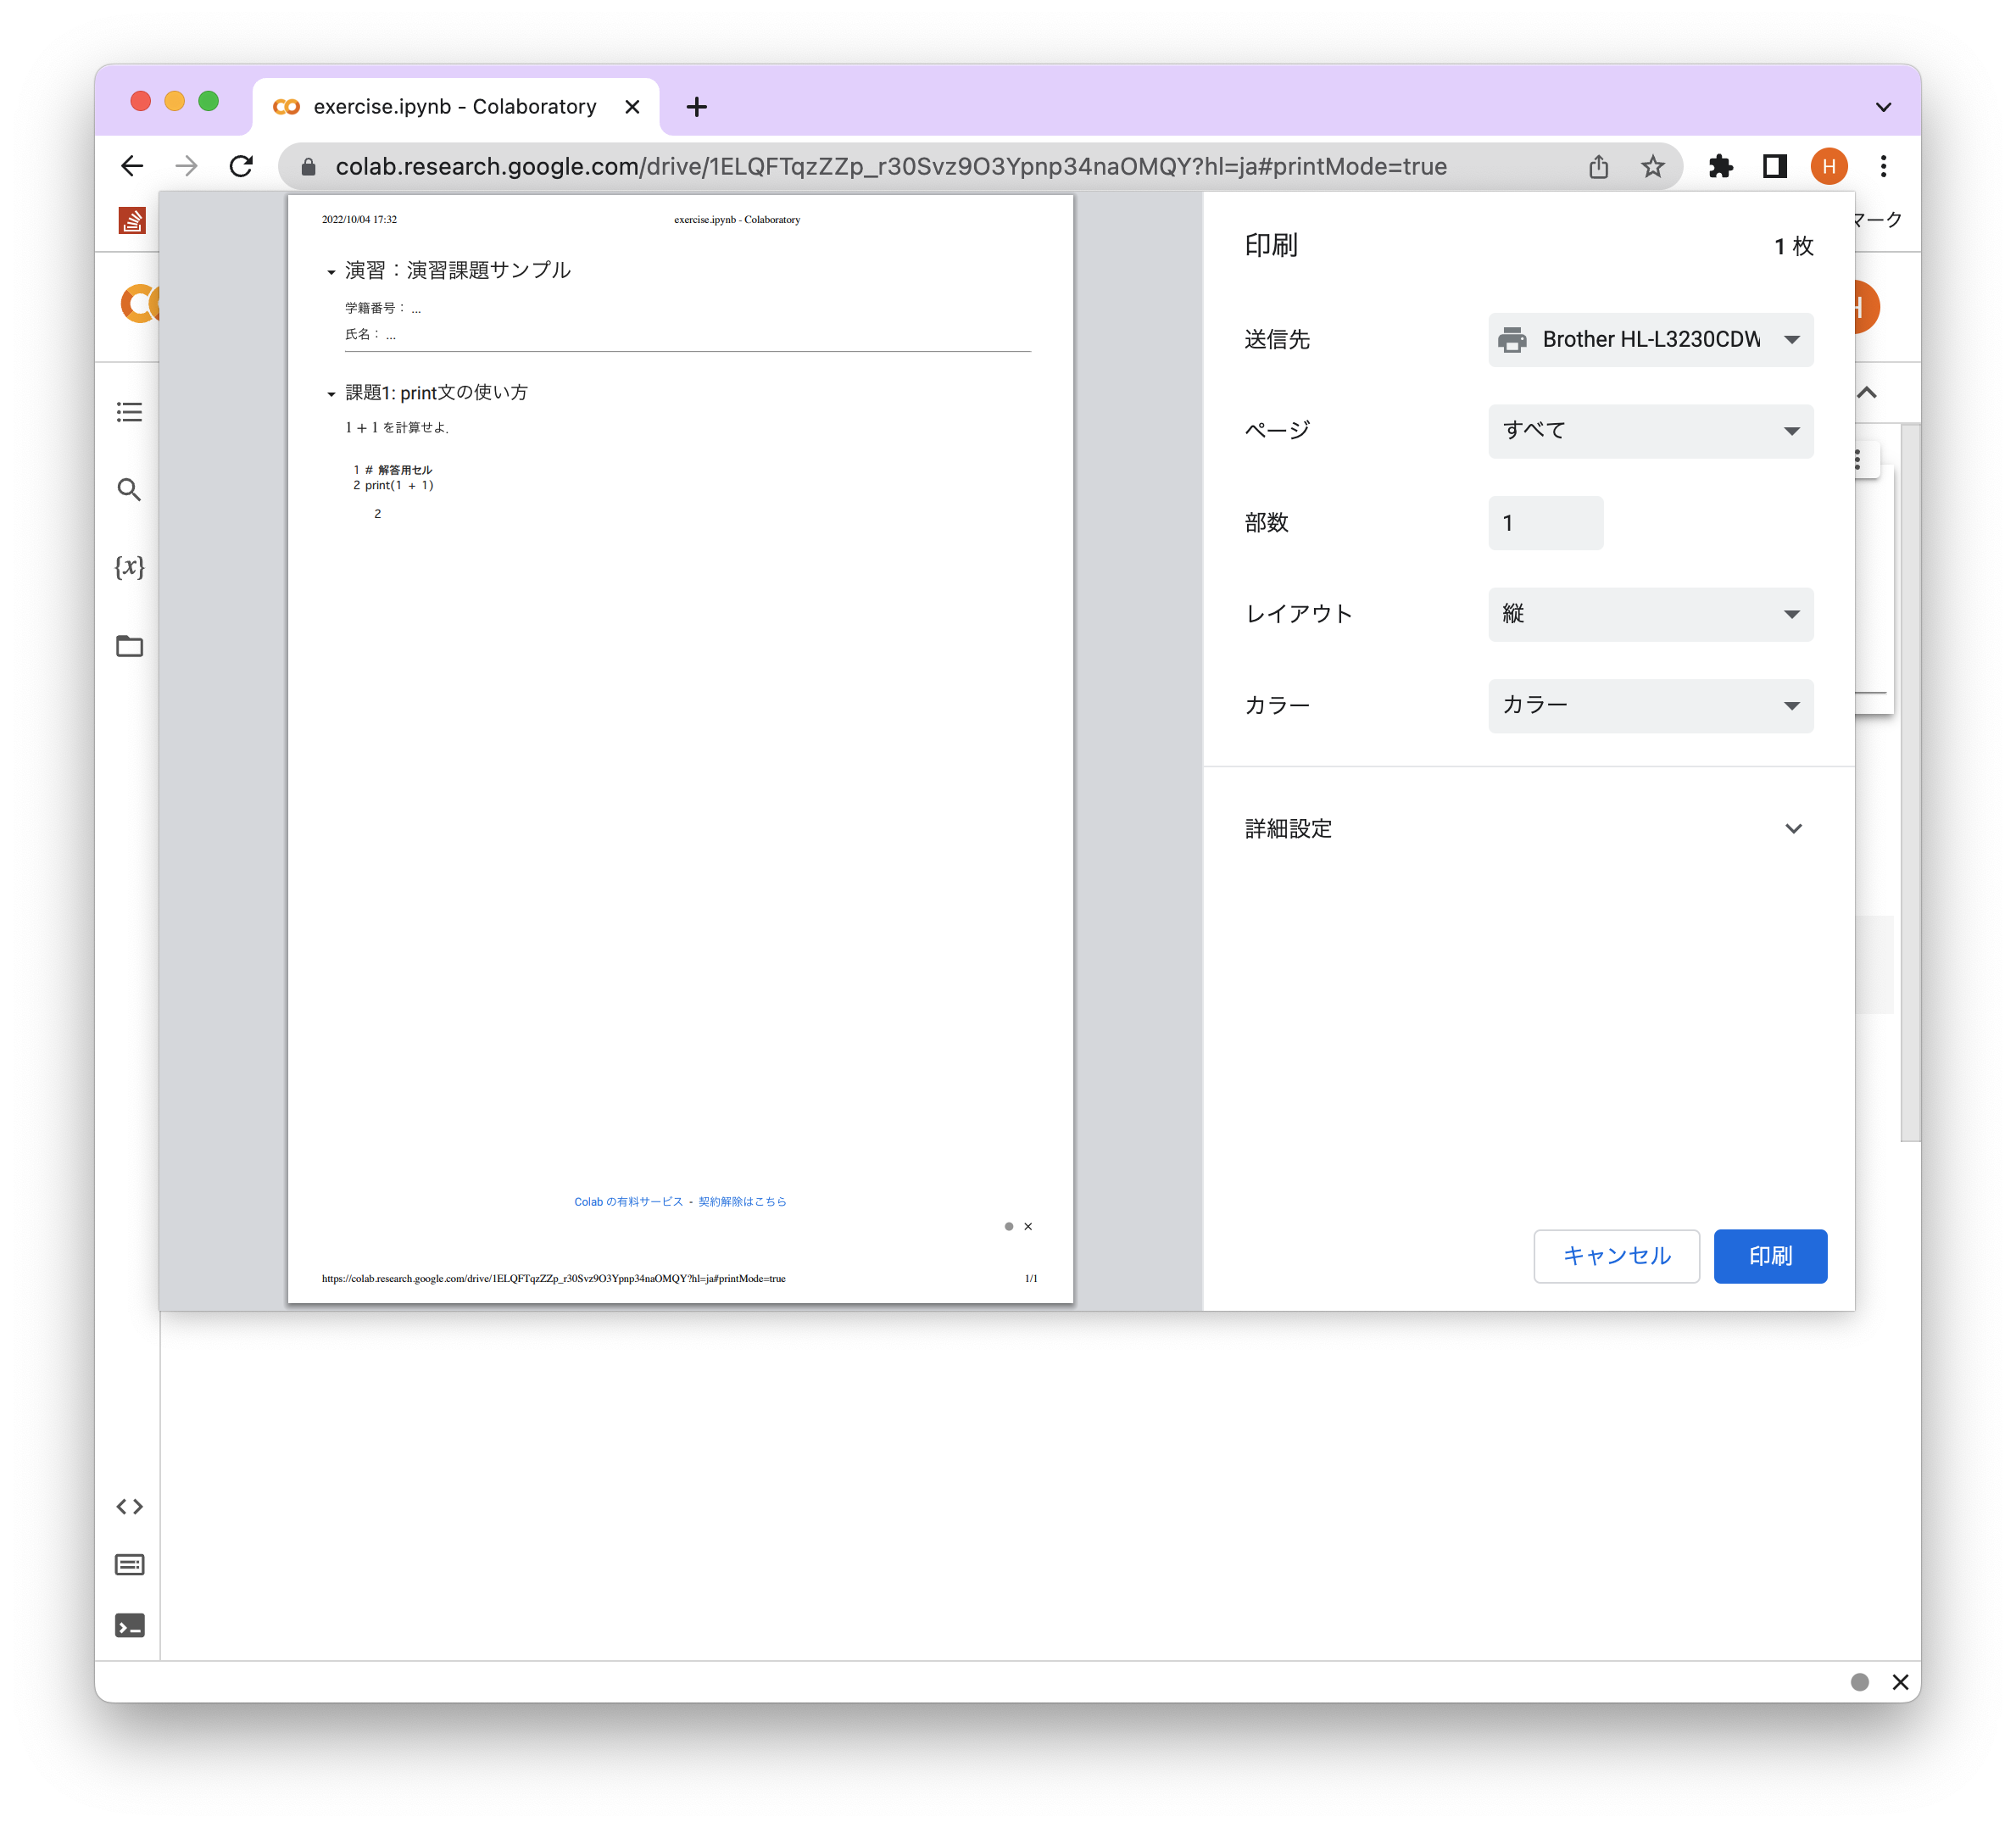 exercise.ipynb - Colaboratory
colab.research.google.com/drive/1ELQFTqzZZp_r30Svz9O3Ypnp34naOMQY?hl=ja#printMode=true
H
マーク
H
{x}
2022/10/04 17:32
exercise.ipynb - Colaboratory
演習：演習課題サンプル
学籍番号： ...
氏名： ...
課題1: print文の使い方
1 + 1 を計算せよ.
1 # 解答用セル
2 print(1 + 1)
2
Colab の有料サービス - 契約解除はこちら
https://colab.research.google.com/drive/1ELQFTqzZZp_r30Svz9O3Ypnp34naOMQY?hl=ja#printMode=true
1/1
印刷
1 枚
送信先
Brother HL-L3230CDW
ページ
すべて
部数
1
レイアウト
縦
カラー
カラー
詳細設定
キャンセル
印刷